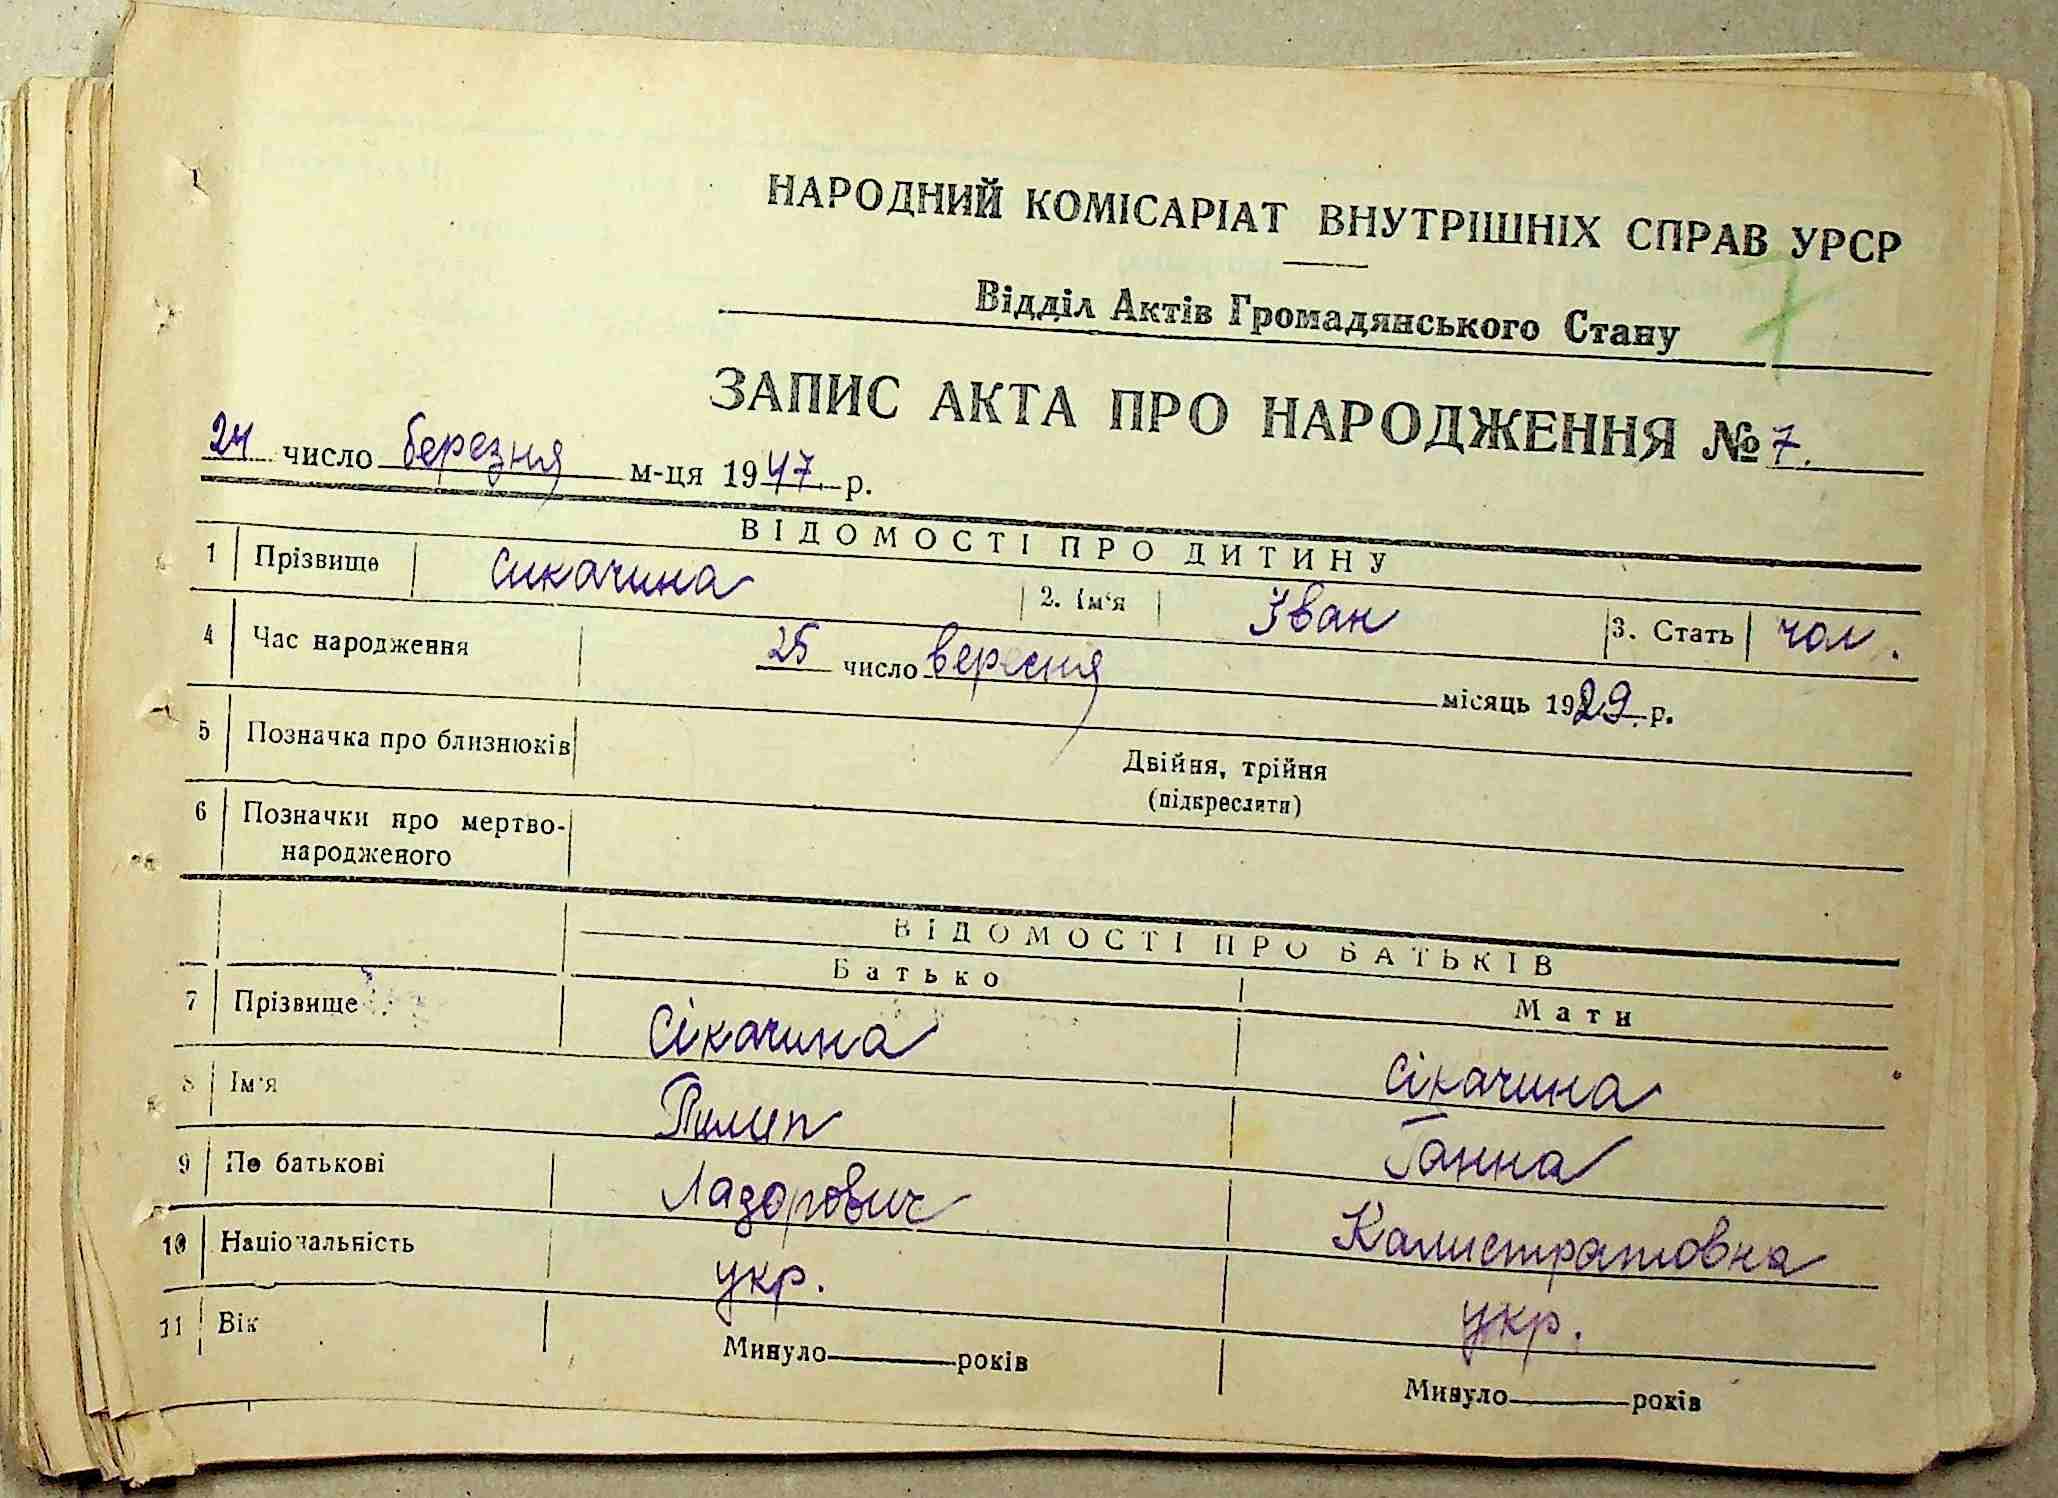 НАРОДНИЙ КОМІСАРІАТ ВНУТРІШНІХ СПРАВ УРСР
7
Відділ Актів Громадянського Стану
ЗАПИС АКТА ПРО НАРОДЖЕННЯ № 7.
24 число березня м-ця 1947 р.
ВІДОМОСТІ ПРО ДИТИНУ
1 Прізвище Сикачина 2. Ім'я Іван 3. Стать чол.
4 Час народження 25 число вересня місяць 1929 р.
5 Позначка про близнюків Двійня, трійня
(підкреслити)
6 Позначки про мертво-
народженого
ВІДОМОСТІ ПРО БАТЬКІВ
Батько Мати
7 Прізвище Сікачина Сікачина
8 Ім'я Пилип Ганна
9 По батькові Лазорович Калистратовна
10 Національність укр. укр.
11 Вік Минуло років Минуло років